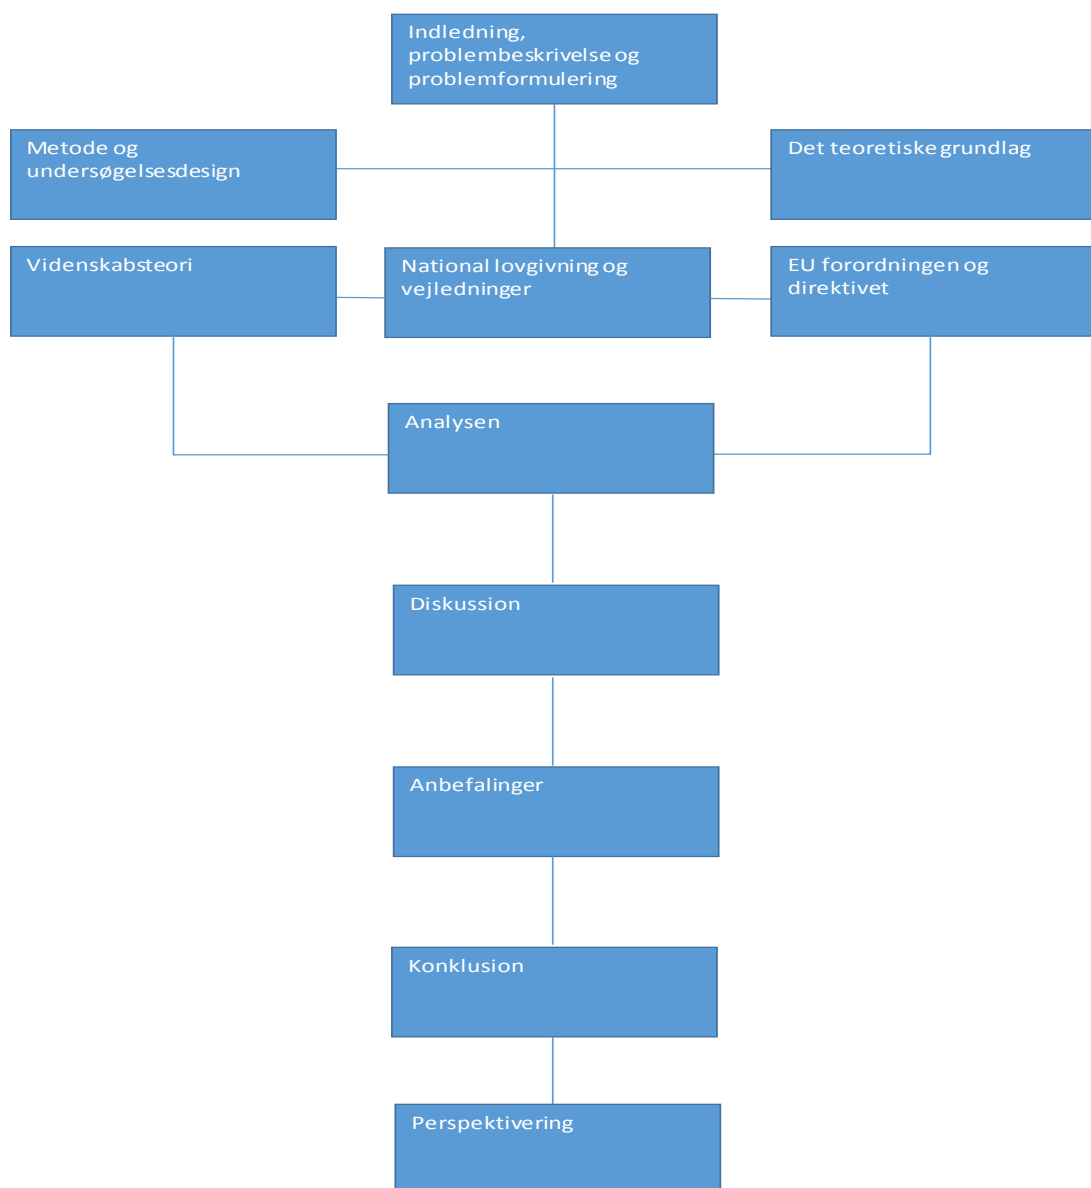 Indledning,
problembeskrivelse og
problemformulering
Metode og
undersøgelsesdesign
Det teoretiske grundlag
Videnskabsteori
National lovgivning og
vejledninger
EU forordningen og
direktivet
Analysen
Diskussion
Anbefalinger
Konklusion
Perspektivering